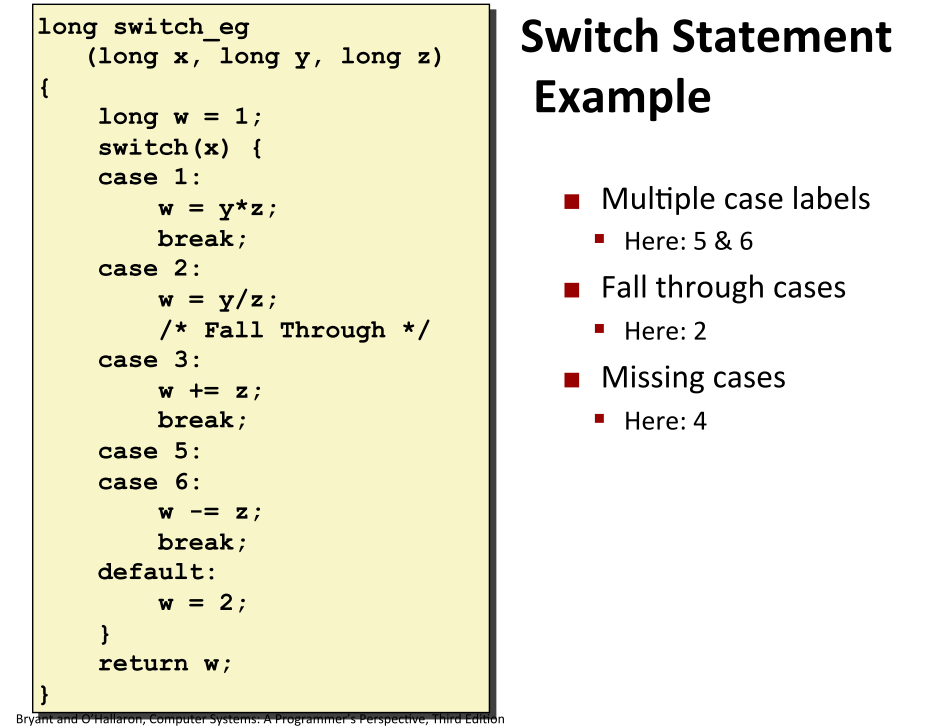 long switch_eg
   (long x, long y, long z)
{
    long w = 1;
    switch(x) {
    case 1:
        w = y*z;
        break;
    case 2:
        w = y/z;
        /* Fall Through */
    case 3:
        w += z;
        break;
    case 5:
    case 6:
        w -= z;
        break;
    default:
        w = 2;
    }
    return w;
}
Switch Statement
Example
■ Multiple case labels
▪ Here: 5 & 6
■ Fall through cases
▪ Here: 2
■ Missing cases
▪ Here: 4
Bryant and O'Hallaron, Computer Systems: A Programmer's Perspective, Third Edition